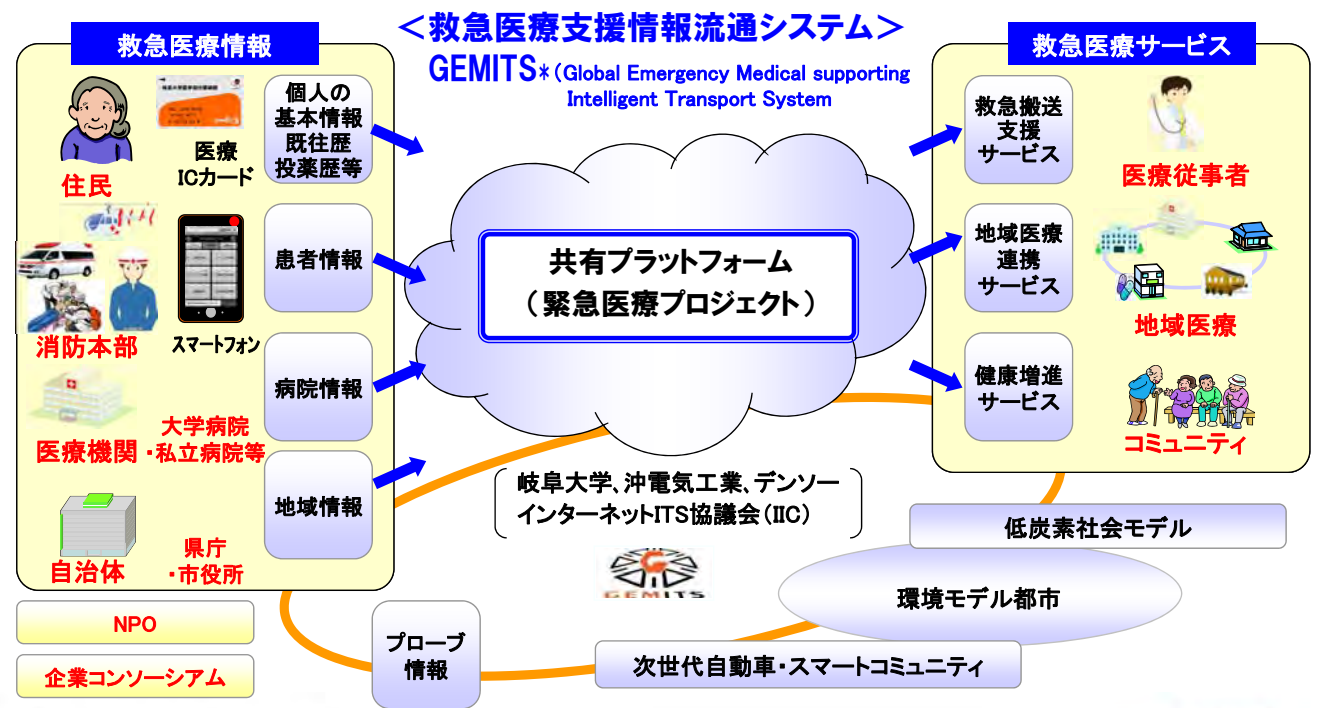 <救急医療支援情報流通システム>
GEMITS*(Global Emergency Medical supporting
Intelligent Transport System
救急医療情報
住民
医療
ICカード
個人の
基本情報
既往歴
投薬歴等
消防本部
スマートフォン
患者情報
医療機関
大学病院
・私立病院等
病院情報
自治体
県庁
・市役所
地域情報
NPO
企業コンソーシアム
共有プラットフォーム
(緊急医療プロジェクト)
岐阜大学、沖電気工業、デンソー
インターネットITS協議会(IIC)
GEMITS
プローブ
情報
次世代自動車・スマートコミュニティ
環境モデル都市
低炭素社会モデル
救急医療サービス
救急搬送
支援
サービス
医療従事者
地域医療
連携
サービス
地域医療
健康増進
サービス
コミュニティ